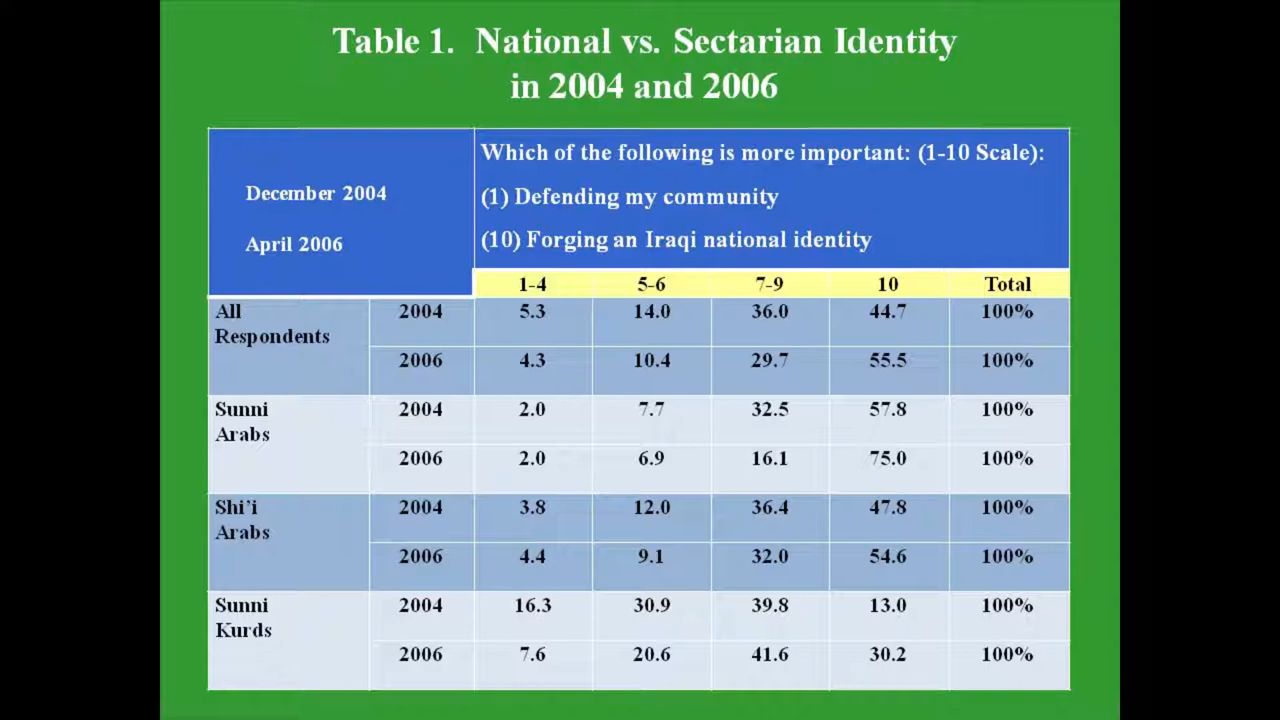 Table 1. National vs. Sectarian Identity
in 2004 and 2006
December 2004
April 2006
Which of the following is more important: (1-10 Scale):
(1) Defending my community
(10) Forging an Iraqi national identity
1-4 5-6 7-9 10 Total
All Respondents 2004 5.3 14.0 36.0 44.7 100%
2006 4.3 10.4 29.7 55.5 100%
Sunni Arabs 2004 2.0 7.7 32.5 57.8 100%
2006 2.0 6.9 16.1 75.0 100%
Shi’i Arabs 2004 3.8 12.0 36.4 47.8 100%
2006 4.4 9.1 32.0 54.6 100%
Sunni Kurds 2004 16.3 30.9 39.8 13.0 100%
2006 7.6 20.6 41.6 30.2 100%